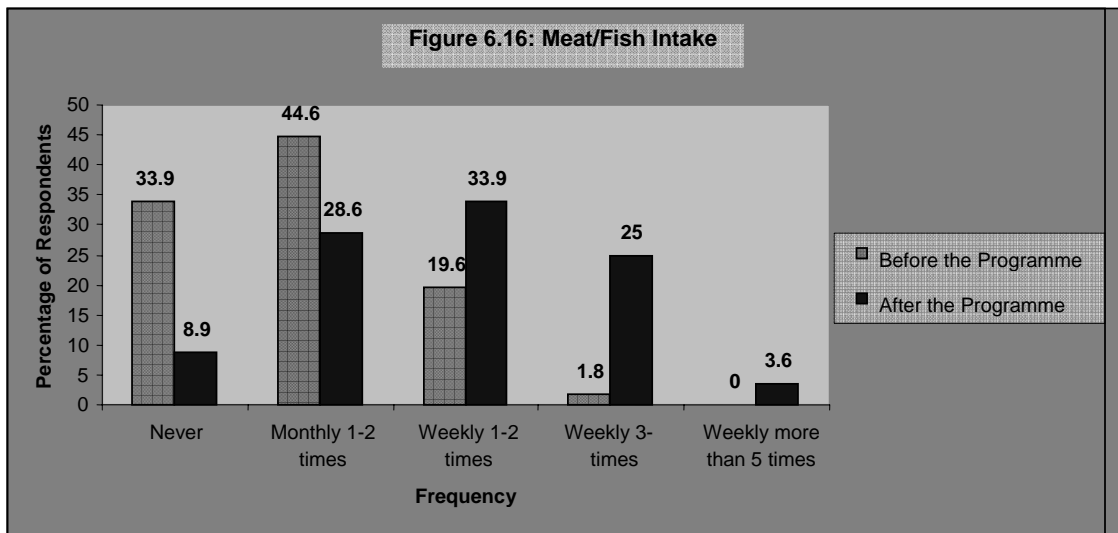 Figure 6.16: Meat/Fish Intake
Percentage of Respondents
50
45
40
35
30
25
20
15
10
5
0
33.9
8.9
44.6
28.6
19.6
33.9
1.8
25
0
3.6
Never
Monthly 1-2
times
Weekly 1-2
times
Weekly 3-
times
Weekly more
than 5 times
Frequency
Before the Programme
After the Programme